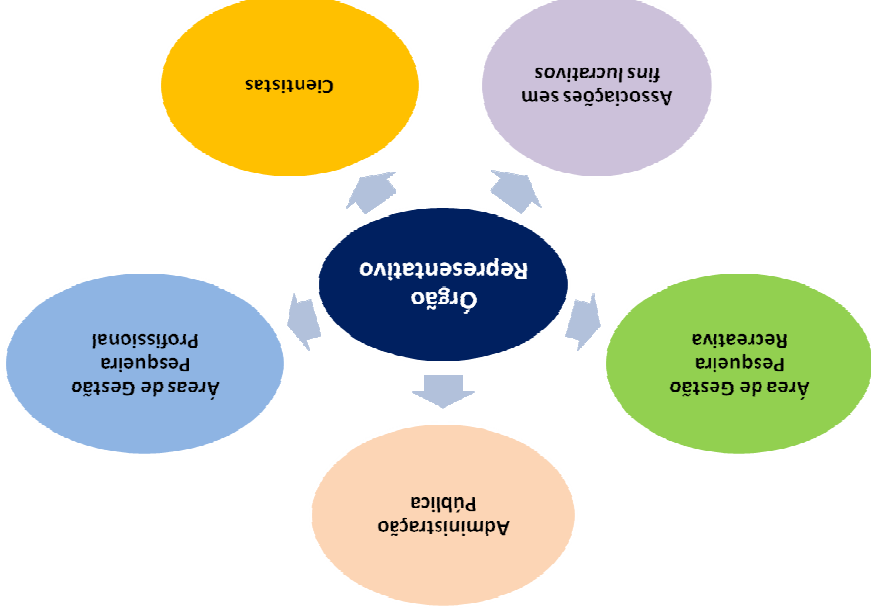 Administração
Pública
Área de Gestão
Pesqueira
Recreativa
Áreas de Gestão
Pesqueira
Profissional
Órgão
Representativo
Associações sem
fins lucrativos
Cientistas